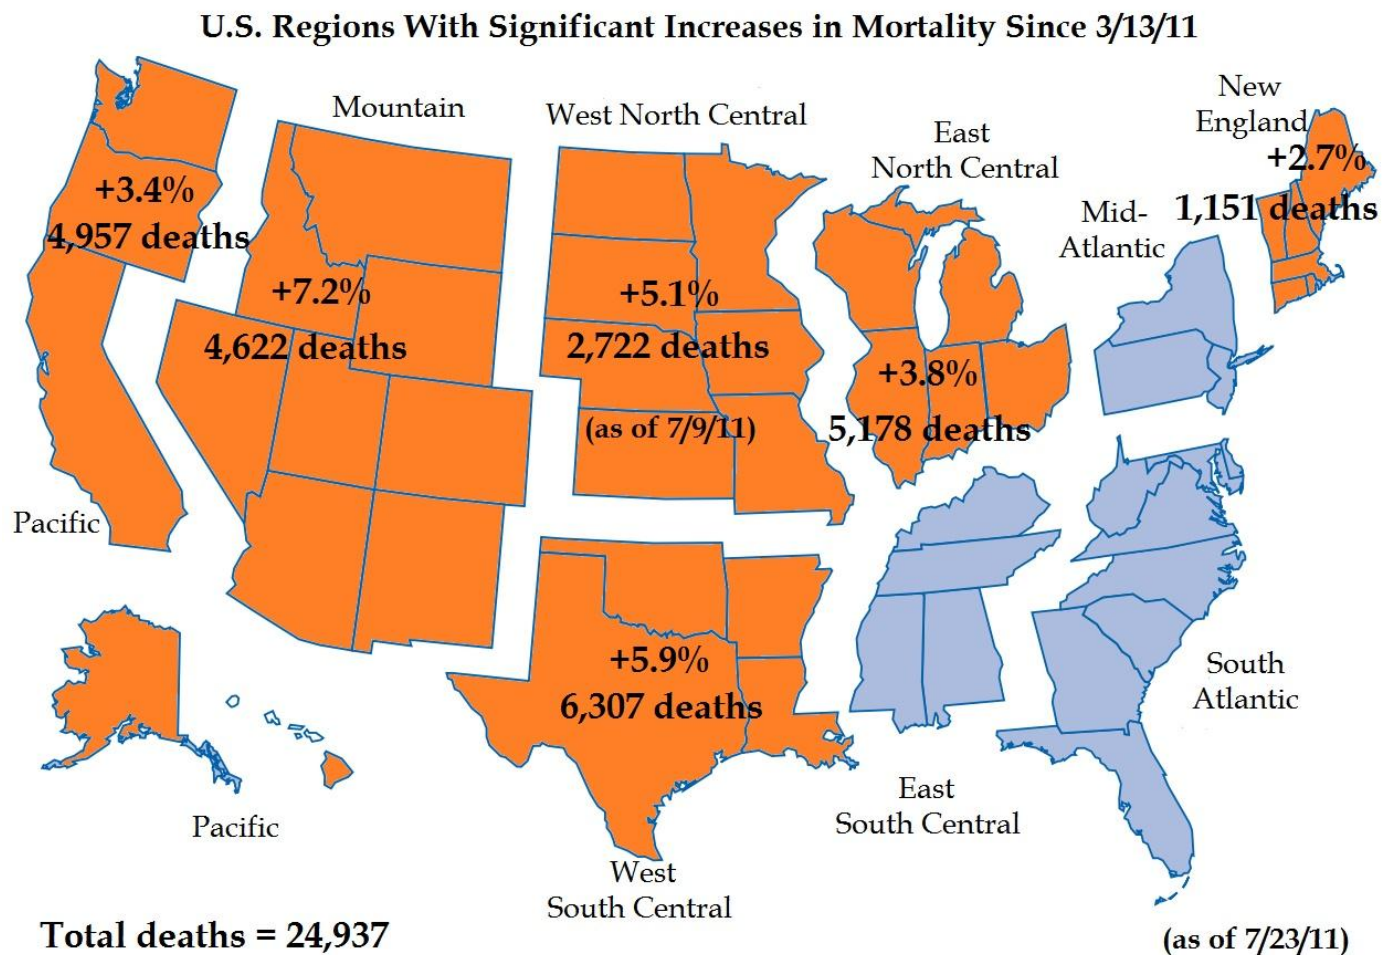 U.S. Regions With Significant Increases in Mortality Since 3/13/11
Mountain
West North Central
East
North Central
New
England
+2.7%
1,151 deaths
Mid-
Atlantic
+3.4%
4,957 deaths
+7.2%
4,622 deaths
+5.1%
2,722 deaths
(as of 7/9/11)
+3.8%
5,178 deaths
Pacific
+5.9%
6,307 deaths
South
Atlantic
Pacific
East
South Central
West
South Central
Total deaths = 24,937
(as of 7/23/11)